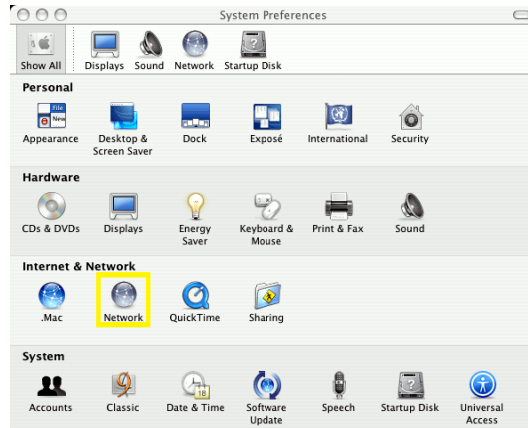 System Preferences
Show All Displays Sound Network Startup Disk
Personal
Appearance Desktop & Screen Saver Dock Exposé International Security
Hardware
CDs & DVDs Displays Energy Saver Keyboard & Mouse Print & Fax Sound
Internet & Network
.Mac Network QuickTime Sharing
System
Accounts Classic Date & Time Software Update Speech Startup Disk Universal Access